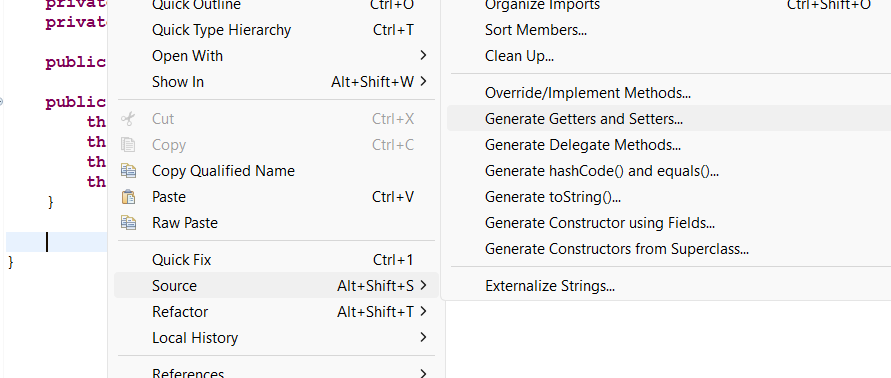 private
private
public
public
th
th
th
th
}
}
Quick Outline Ctrl+O
Quick Type Hierarchy Ctrl+T
Open With >
Show In Alt+Shift+W >
Cut Ctrl+X
Copy Ctrl+C
Copy Qualified Name
Paste Ctrl+V
Raw Paste
Quick Fix Ctrl+1
Source Alt+Shift+S >
Refactor Alt+Shift+T >
Local History >
References
Organize Imports Ctrl+Shift+O
Sort Members...
Clean Up...
Override/Implement Methods...
Generate Getters and Setters...
Generate Delegate Methods...
Generate hashCode() and equals()...
Generate toString()...
Generate Constructor using Fields...
Generate Constructors from Superclass...
Externalize Strings...